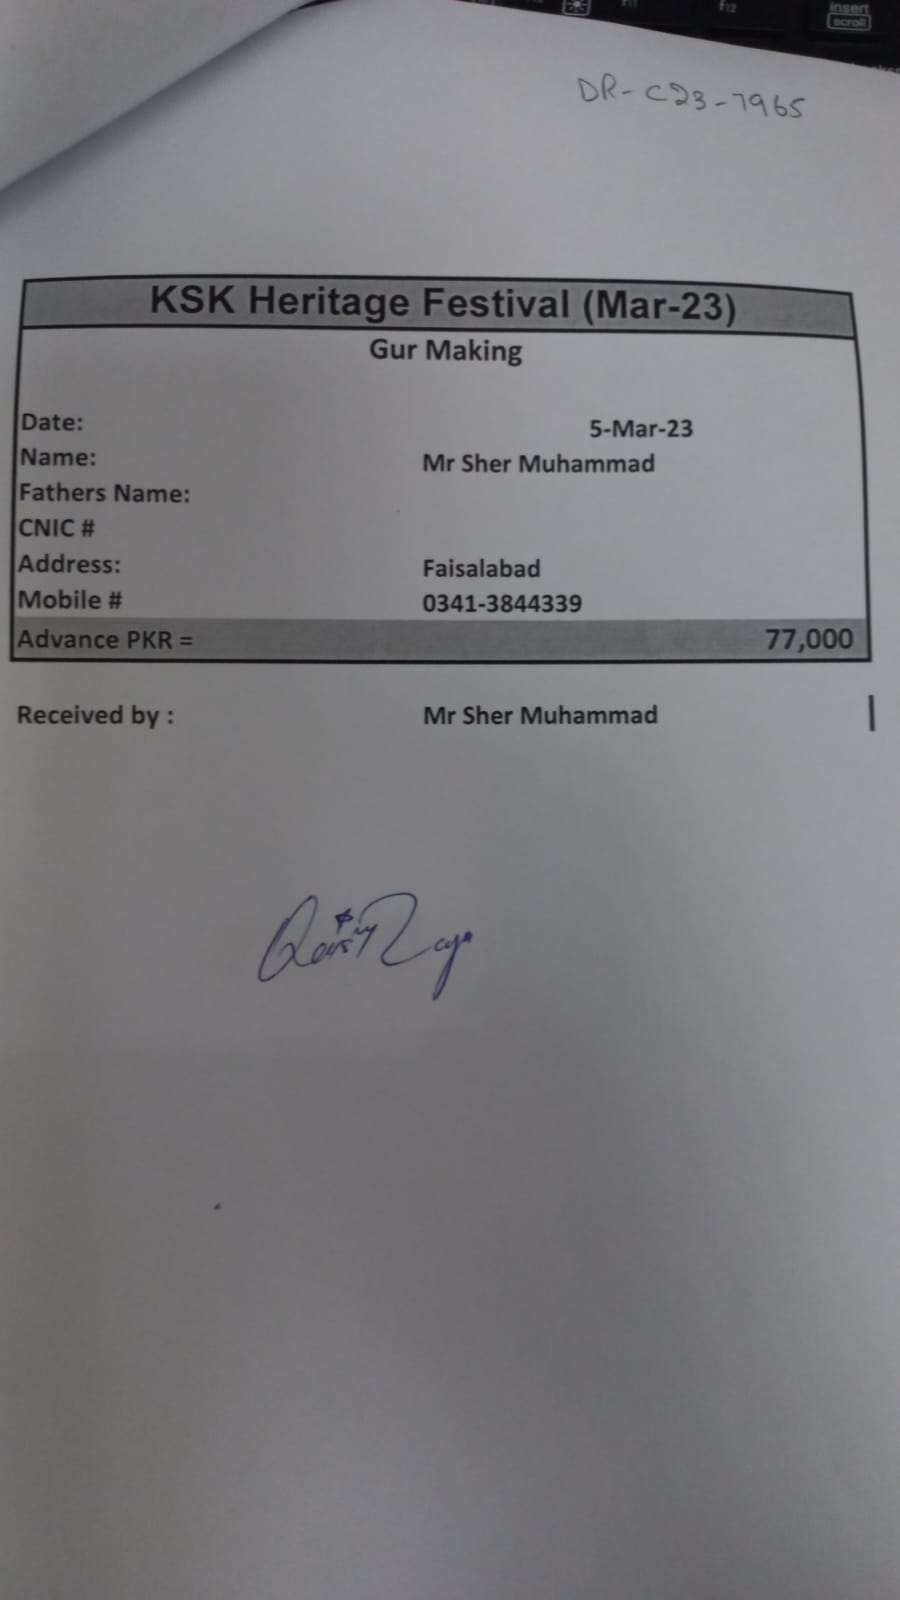 insert
scroll
f11
f12
DR-C23-7965
KSK Heritage Festival (Mar-23)
Gur Making
Date: 5-Mar-23
Name: Mr Sher Muhammad
Fathers Name:
CNIC #
Address: Faisalabad
Mobile # 0341-3844339
Advance PKR = 77,000
Received by : Mr Sher Muhammad